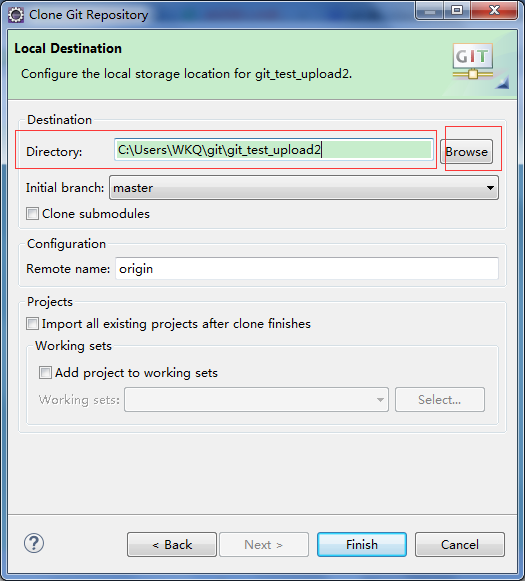 Clone Git Repository
Local Destination
Configure the local storage location for git_test_upload2.
GIT
Destination
Directory: C:\Users\WKQ\git\git_test_upload2 Browse
Initial branch: master
Clone submodules
Configuration
Remote name: origin
Projects
Import all existing projects after clone finishes
Working sets
Add project to working sets
Working sets: Select...
? < Back Next > Finish Cancel